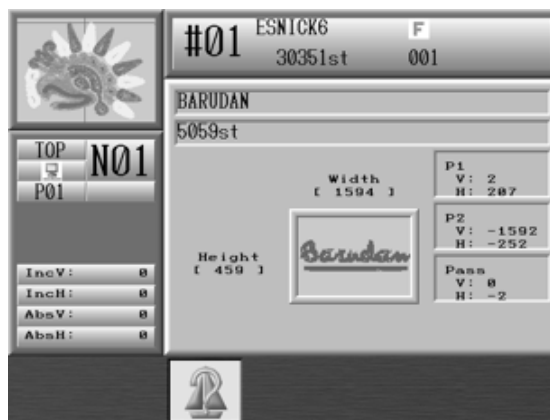 #01 ESNICK6 F
30351st 001
BARUDAN
5059st
TOP
N01
P01
Width
[ 1594 ]
Height
[ 459 ]
Barudan
P1
V: 2
H: 207
P2
V: -1592
H: -252
Pass
V: 0
H: -2
IncV: 0
IncH: 0
AbsV: 0
AbsH: 0